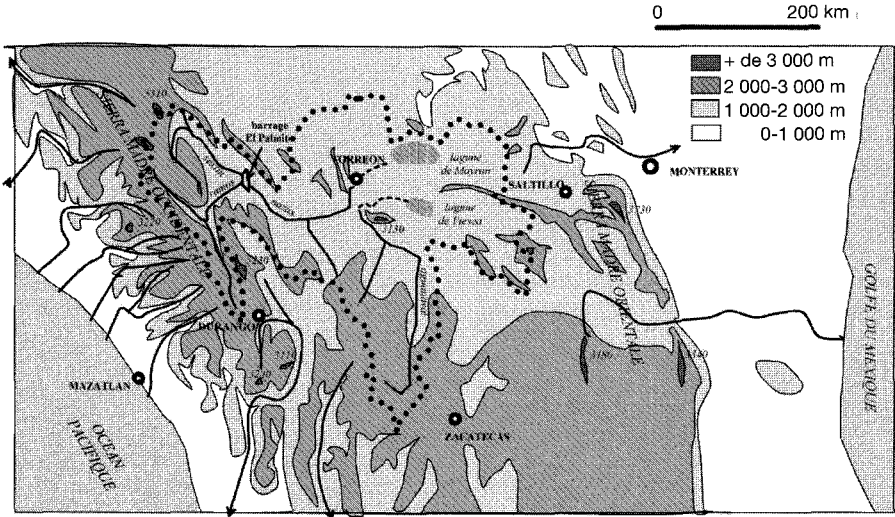 0 200 km
+ de 3 000 m
2 000-3 000 m
1 000-2 000 m
0-1 000 m
3310
SIERRA MADRE OCCIDENTALE
barrage
El Palmito
TORREON
lagune
de Mayran
SALTILLO
MONTERREY
lagune
de Viesca
3130
3730
SIERRA MADRE ORIENTALE
GOLFE DU MEXIQUE
DURANGO
3180
3140
MAZATLAN
ZACATECAS
OCEAN
PACIFIQUE